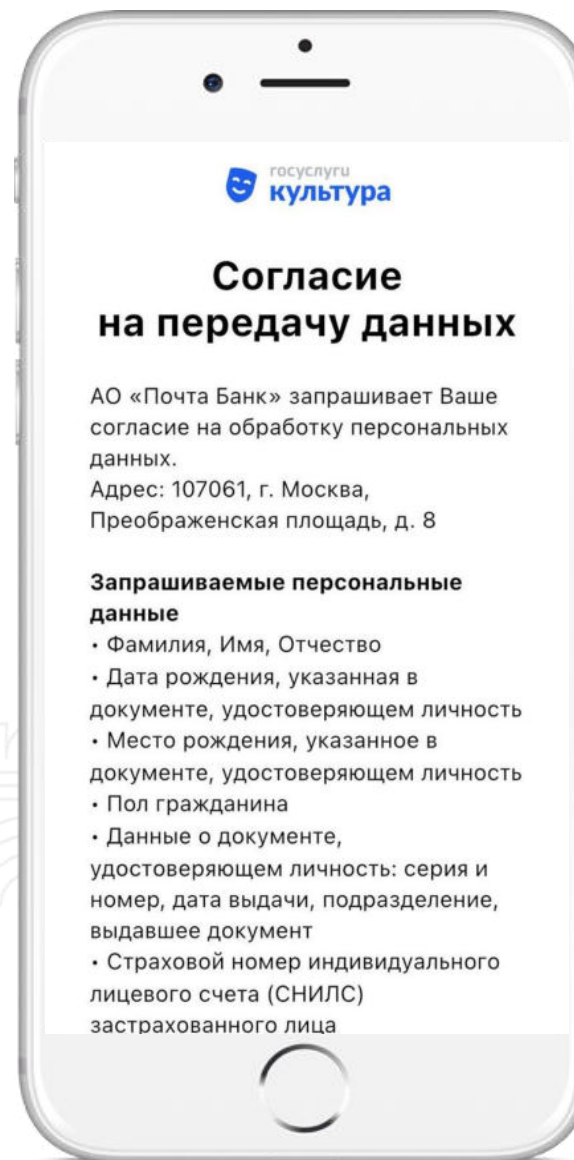 госуслуги
культура
Согласие
на передачу данных
АО «Почта Банк» запрашивает Ваше
согласие на обработку персональных
данных.
Адрес: 107061, г. Москва,
Преображенская площадь, д. 8
Запрашиваемые персональные
данные
• Фамилия, Имя, Отчество
• Дата рождения, указанная в
документе, удостоверяющем личность
• Место рождения, указанное в
документе, удостоверяющем личность
• Пол гражданина
• Данные о документе,
удостоверяющем личность: серия и
номер, дата выдачи, подразделение,
выдавшее документ
• Страховой номер индивидуального
лицевого счета (СНИЛС)
застрахованного лица